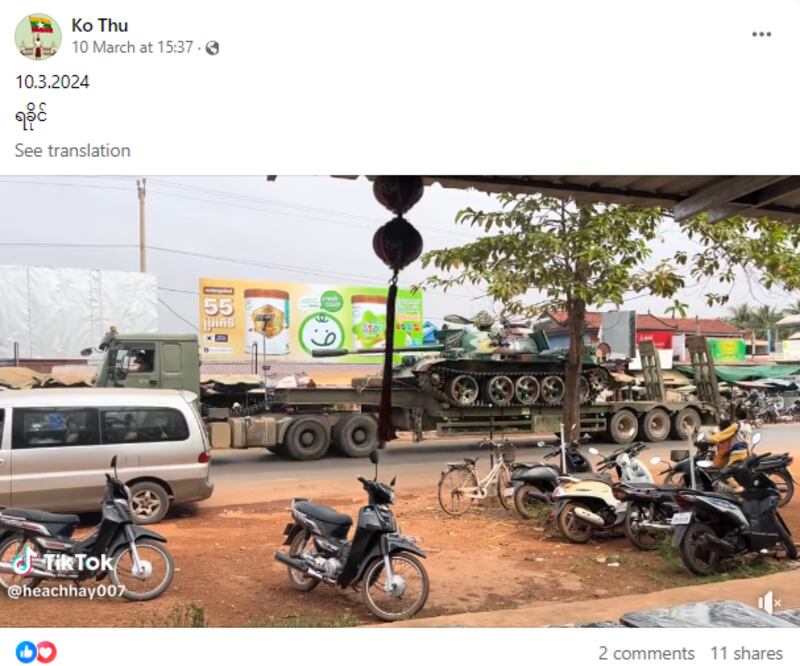 Ko Thu
10 March at 15:37 ·
10.3.2024
ရခိုင်
See translation
55
TikTok
@heachhay007
2 comments 11 shares